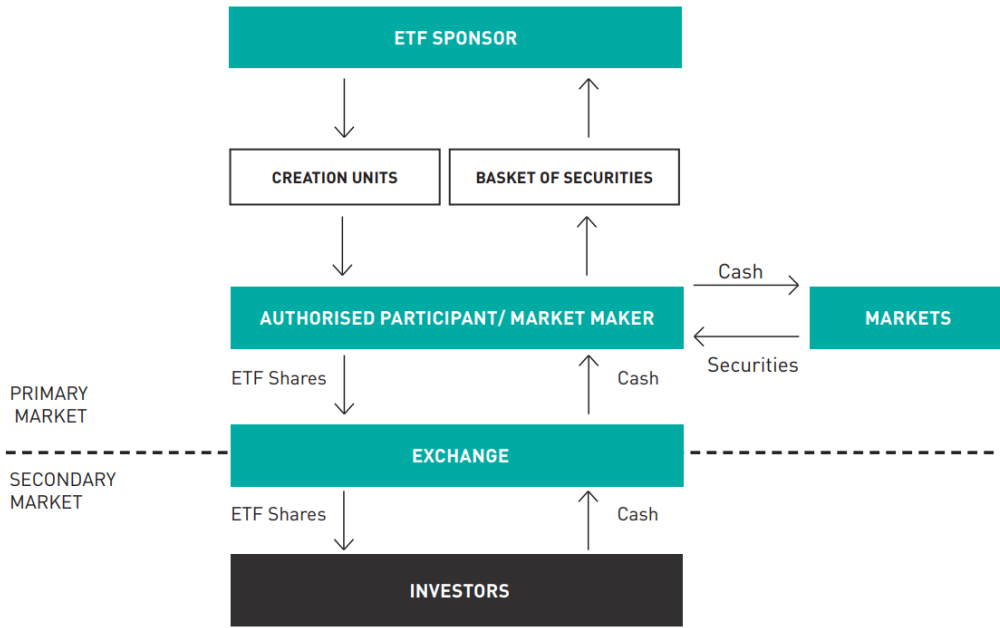 ETF SPONSOR
CREATION UNITS
BASKET OF SECURITIES
Cash
AUTHORISED PARTICIPANT/ MARKET MAKER
MARKETS
Securities
ETF Shares
Cash
PRIMARY
MARKET
EXCHANGE
SECONDARY
MARKET
ETF Shares
Cash
INVESTORS